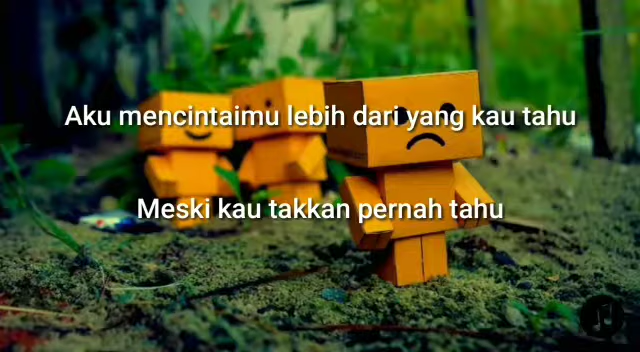 Aku mencintaimu lebih dari yang kau tahu
Meski kau takkan pernah tahu